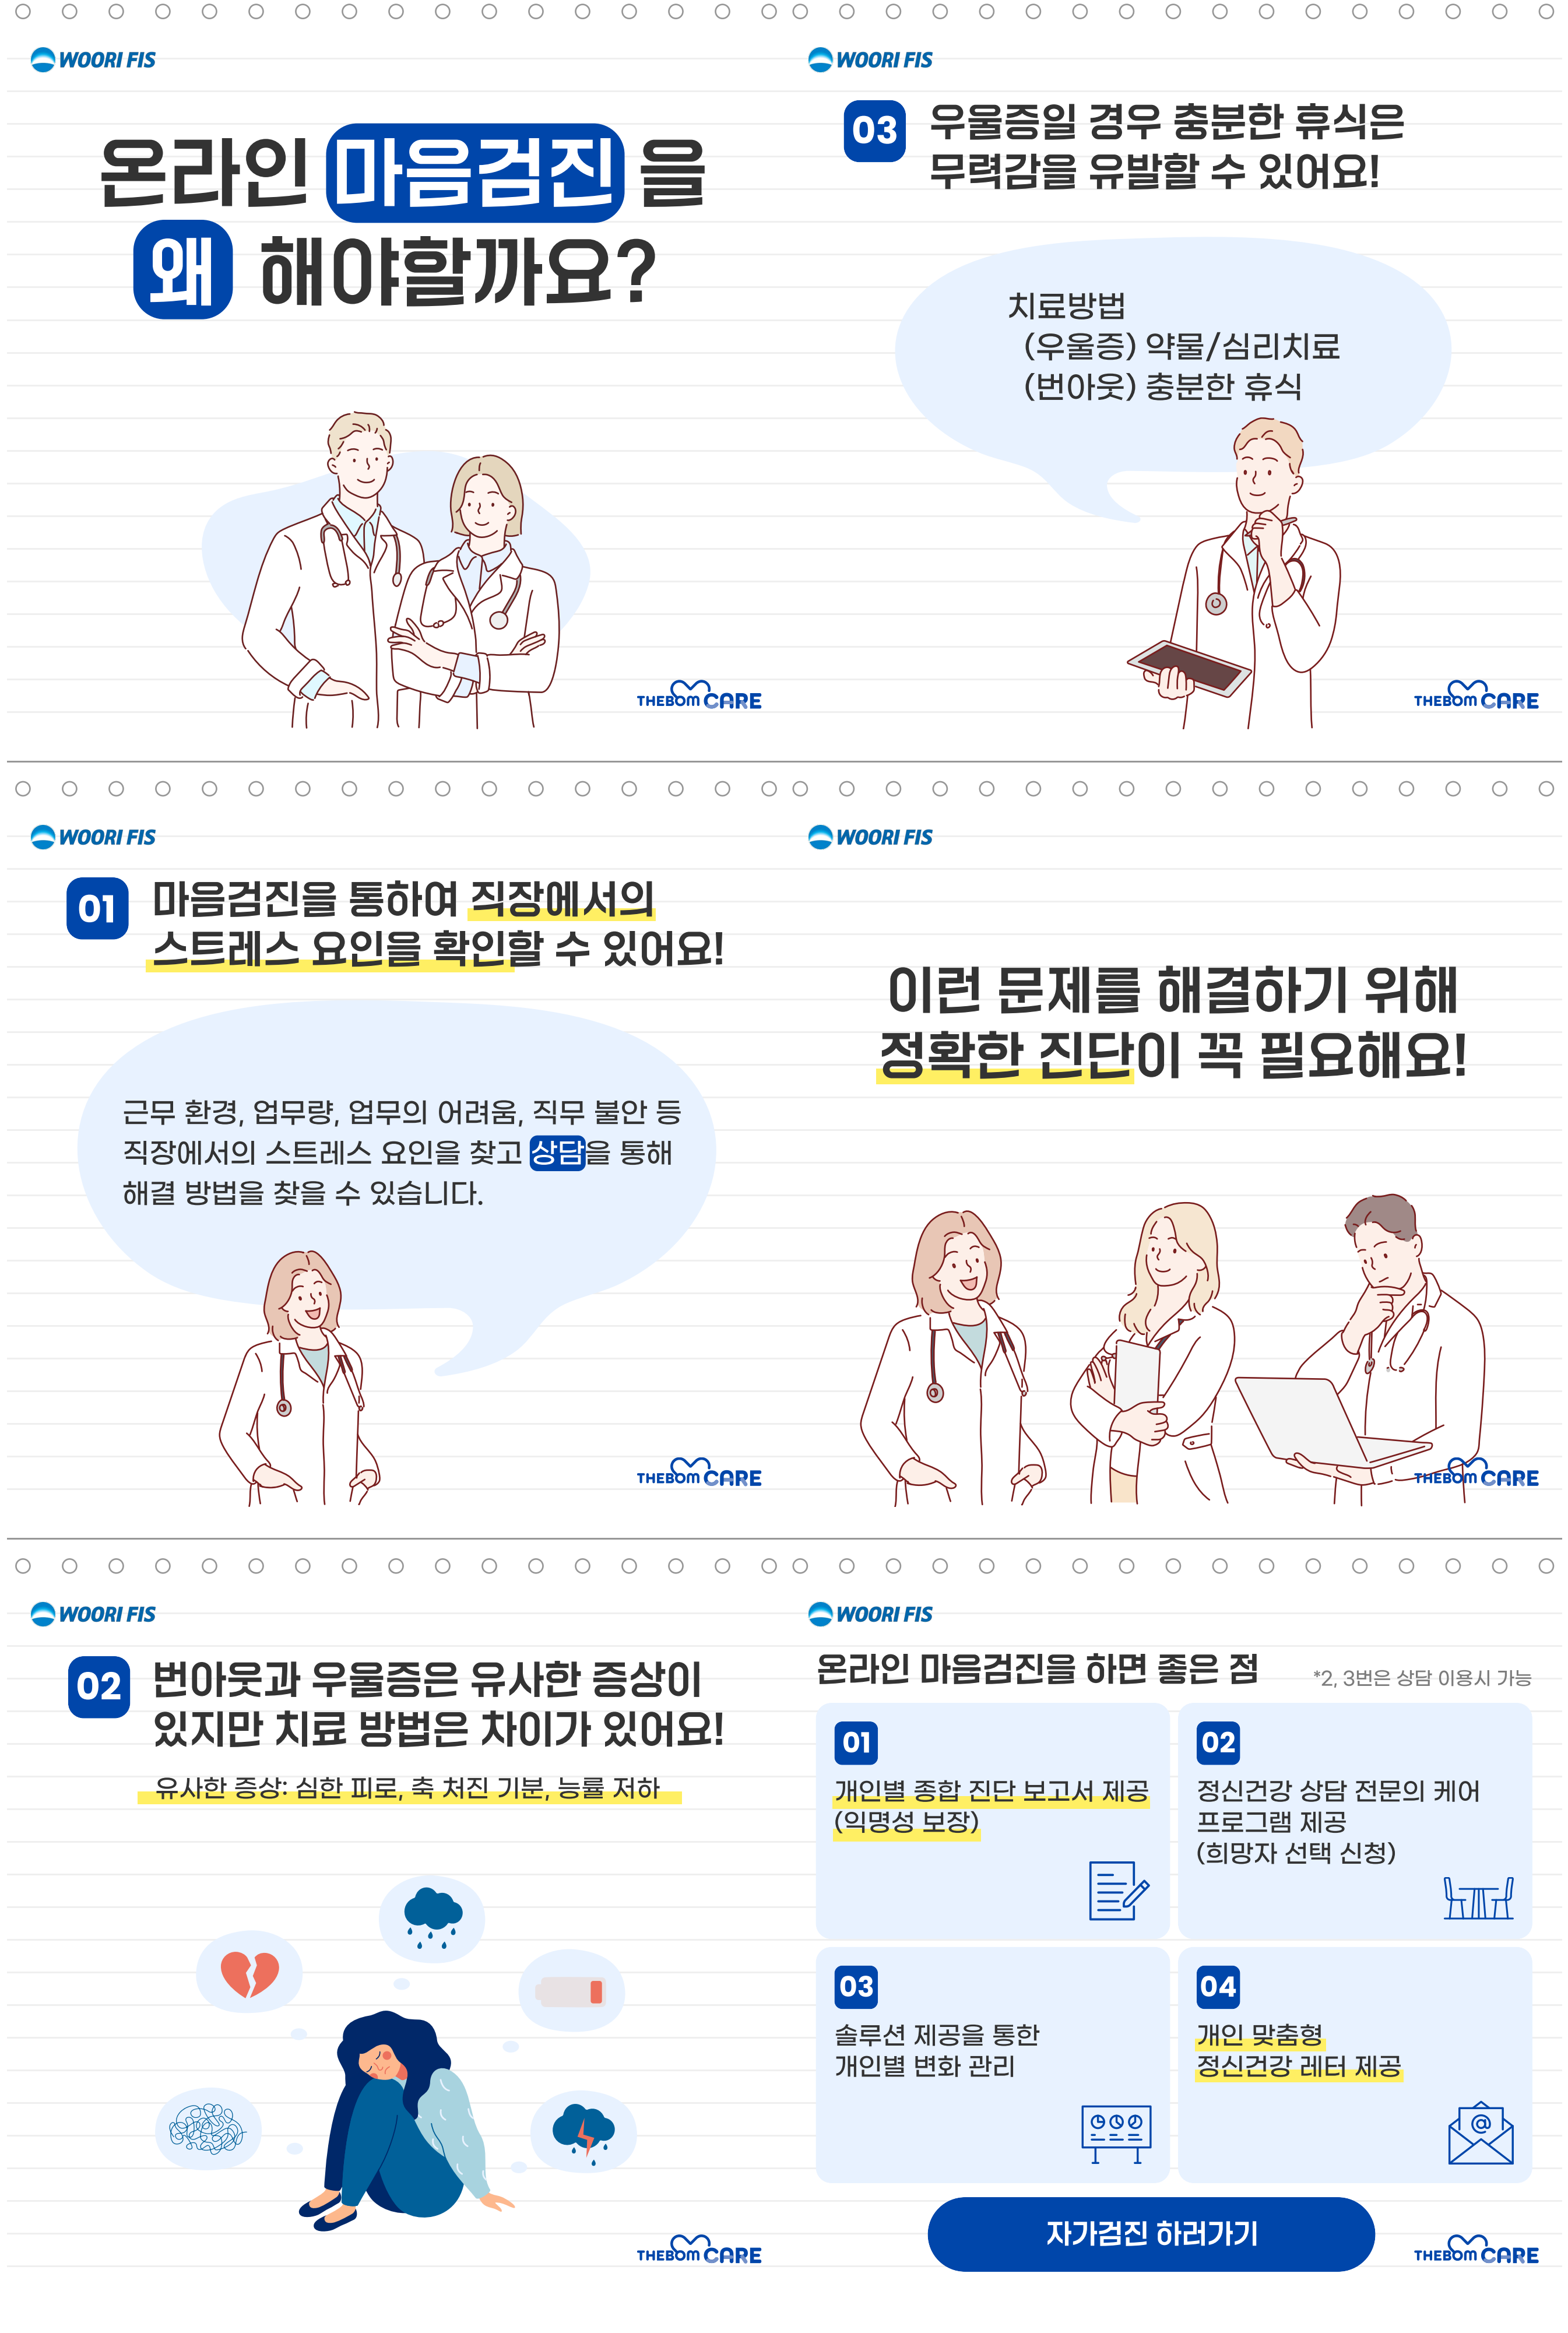 WOORI FIS
온라인 마음검진 을
왜 해야할까요?
THEBOM CARE
WOORI FIS
03
우울증일 경우 충분한 휴식은
무력감을 유발할 수 있어요!
치료방법
(우울증) 약물/심리치료
(번아웃) 충분한 휴식
THEBOM CARE
WOORI FIS
01
마음검진을 통하여 직장에서의
스트레스 요인을 확인할 수 있어요!
근무 환경, 업무량, 업무의 어려움, 직무 불안 등
직장에서의 스트레스 요인을 찾고 상담을 통해
해결 방법을 찾을 수 있습니다.
THEBOM CARE
WOORI FIS
이런 문제를 해결하기 위해
정확한 진단이 꼭 필요해요!
THEBOM CARE
WOORI FIS
02
번아웃과 우울증은 유사한 증상이
있지만 치료 방법은 차이가 있어요!
유사한 증상: 심한 피로, 축 처진 기분, 능률 저하
THEBOM CARE
WOORI FIS
온라인 마음검진을 하면 좋은 점
*2, 3번은 상담 이용시 가능
01
개인별 종합 진단 보고서 제공
(익명성 보장)
02
정신건강 상담 전문의 케어
프로그램 제공
(희망자 선택 신청)
03
솔루션 제공을 통한
개인별 변화 관리
04
개인 맞춤형
정신건강 레터 제공
@
자가검진 하러가기
THEBOM CARE